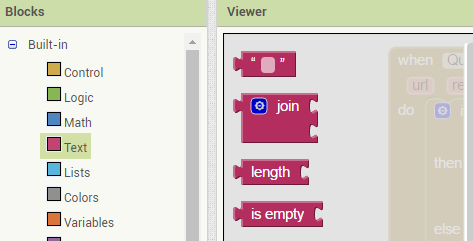 Blocks
Viewer
Built-in
Control
Logic
Math
Text
Lists
Colors
Variables
“ ”
join
length
is empty
when
url
do
then
else